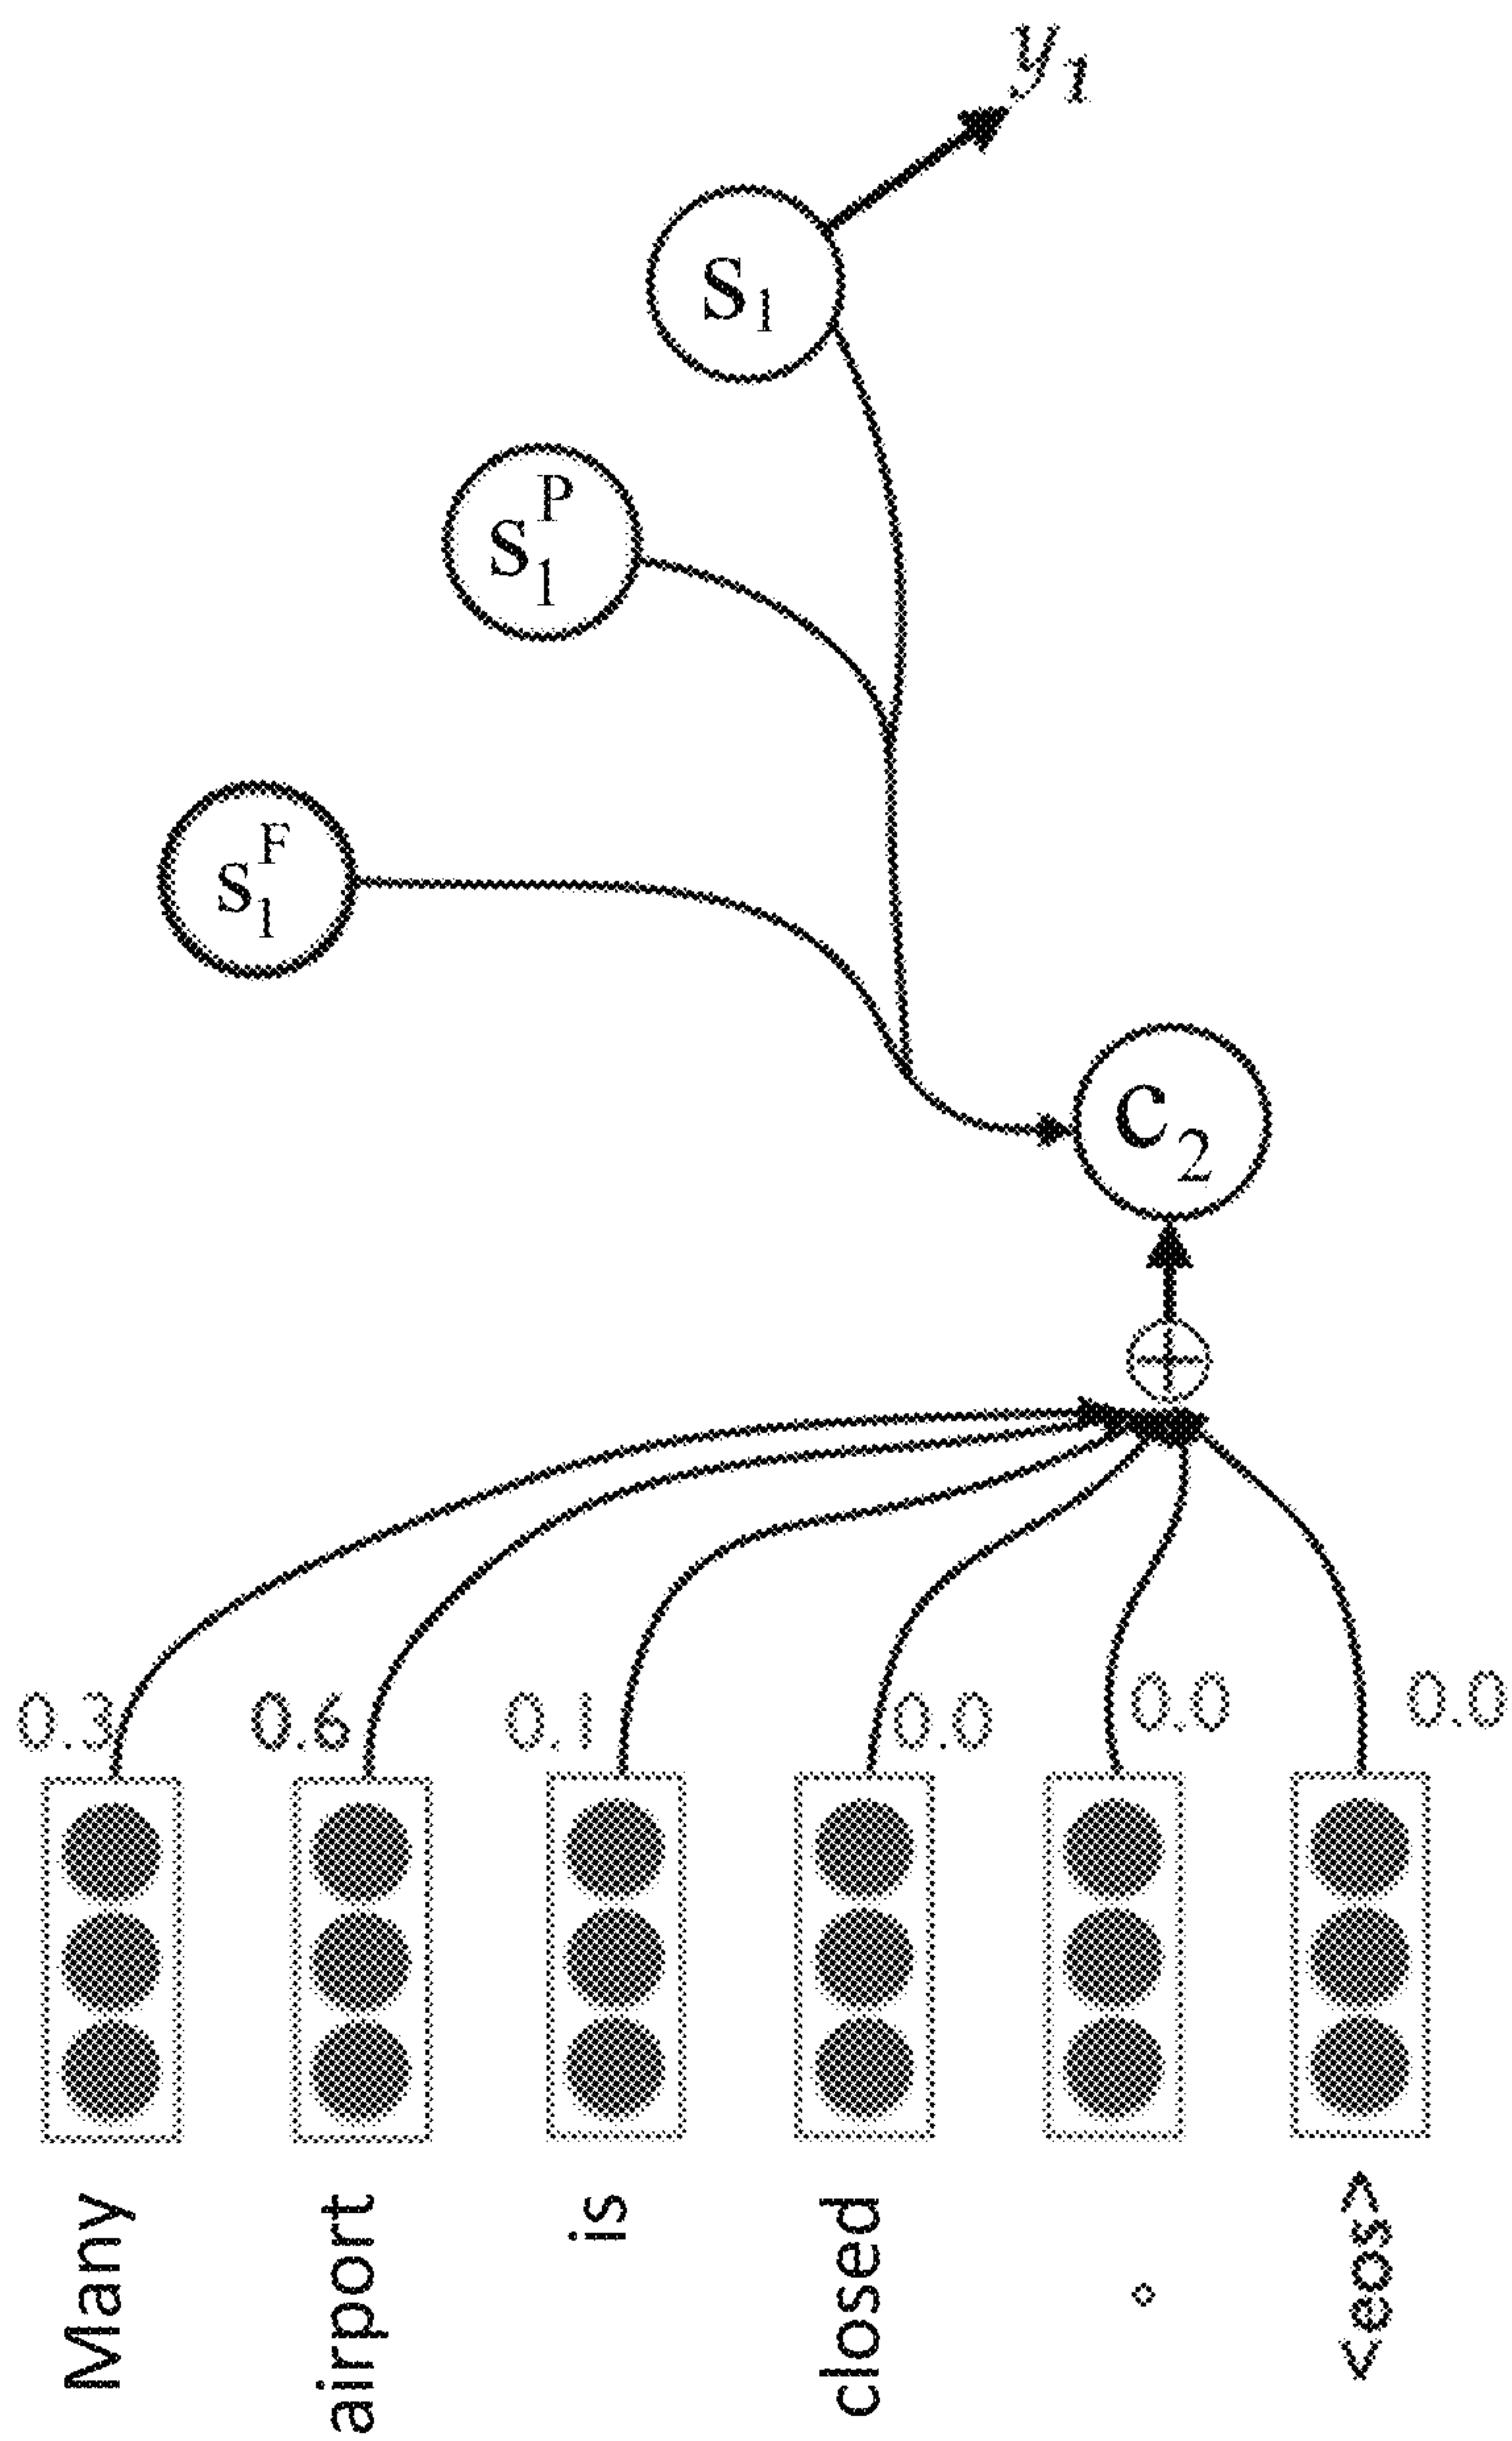 y₁
S₁
S₁ᴾ
S₁ꟳ
C₂
0.3 0.6 0.1 0.0 0.0 0.0
Many
airport
is
closed
。
<eos>